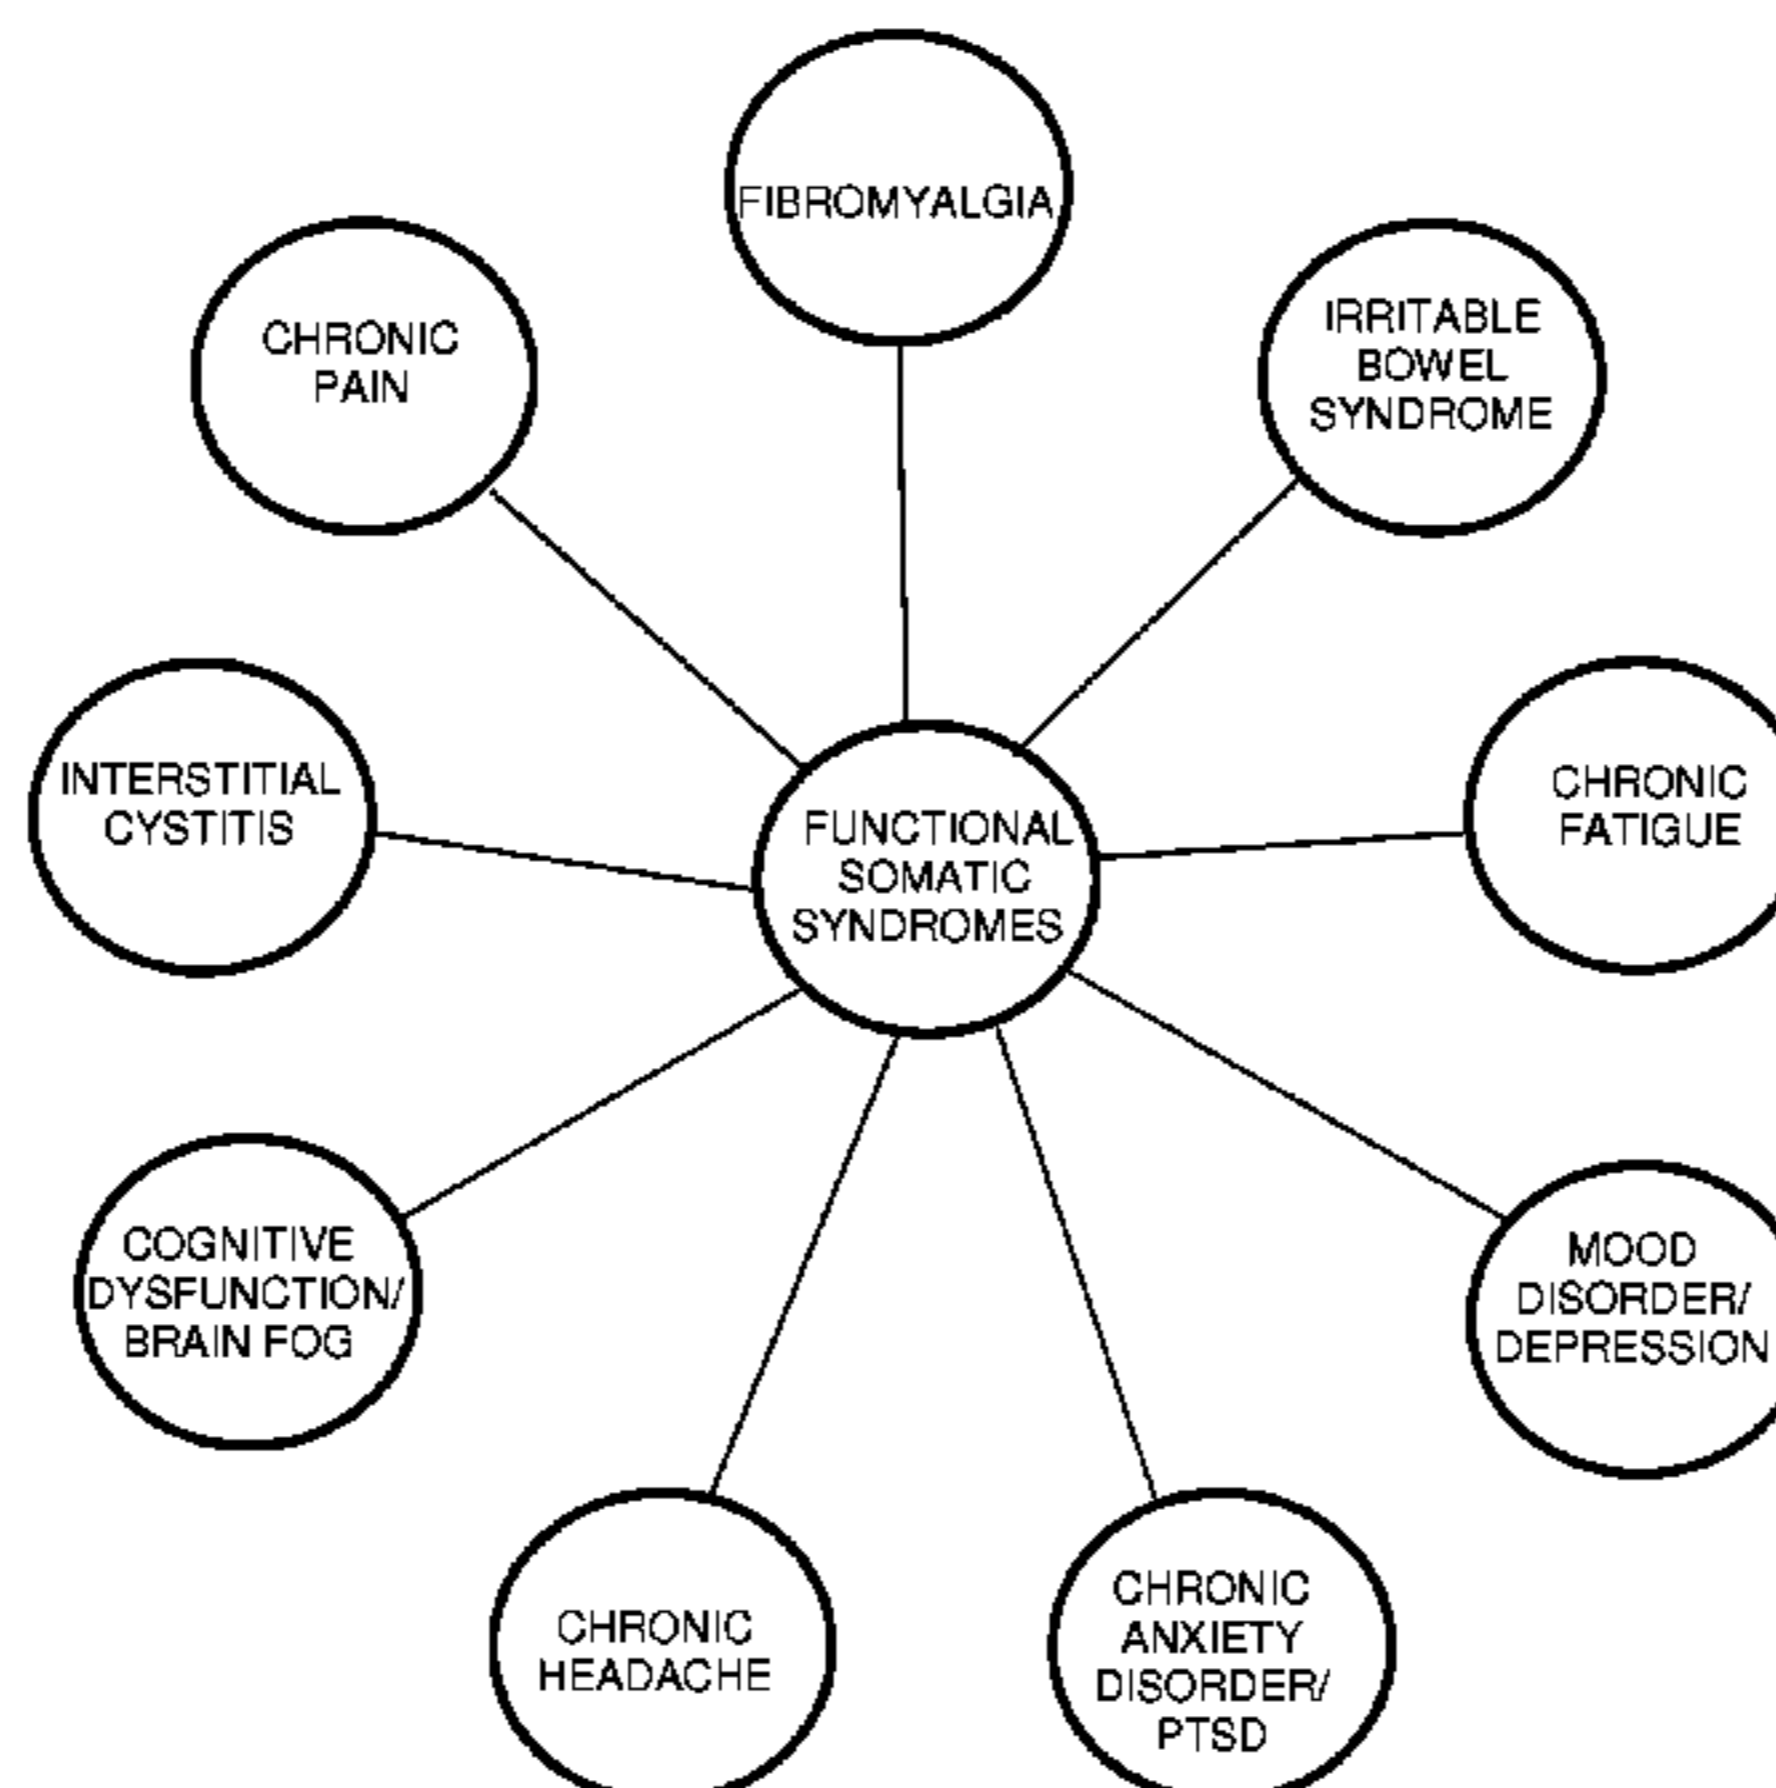 FIBROMYALGIA
CHRONIC
PAIN
IRRITABLE
BOWEL
SYNDROME
INTERSTITIAL
CYSTITIS
FUNCTIONAL
SOMATIC
SYNDROMES
CHRONIC
FATIGUE
COGNITIVE
DYSFUNCTION/
BRAIN FOG
MOOD
DISORDER/
DEPRESSION
CHRONIC
HEADACHE
CHRONIC
ANXIETY
DISORDER/
PTSD